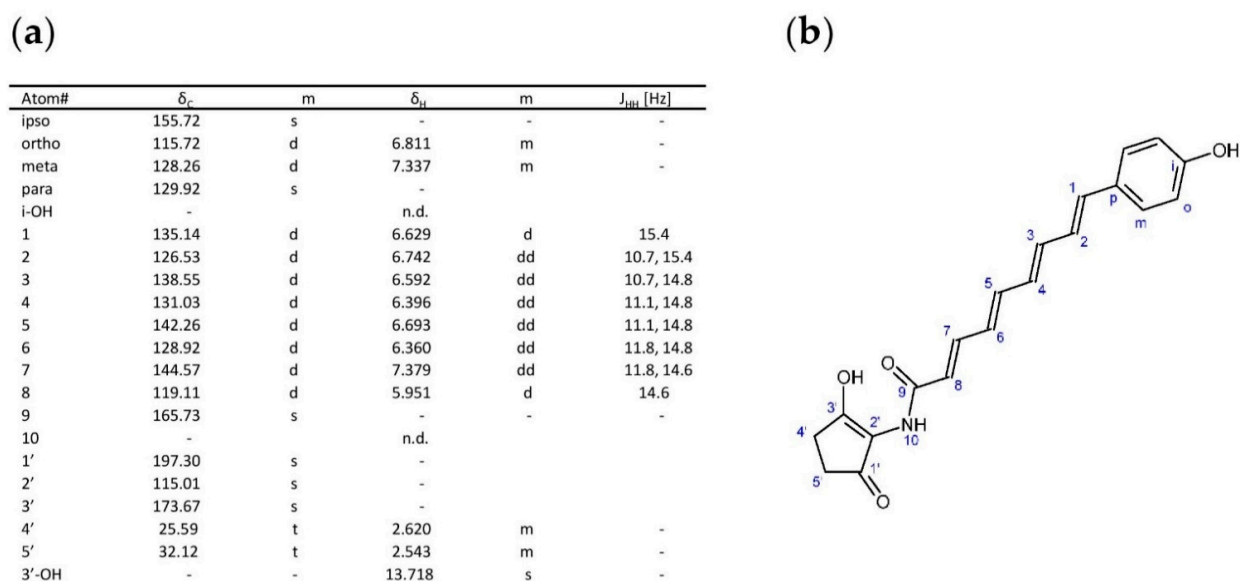 (a)
(b)
Atom# δC m δH m JHH [Hz]
ipso 155.72 s - - -
ortho 115.72 d 6.811 m -
meta 128.26 d 7.337 m -
para 129.92 s -
i-OH - n.d.
1 135.14 d 6.629 d 15.4
2 126.53 d 6.742 dd 10.7, 15.4
3 138.55 d 6.592 dd 10.7, 14.8
4 131.03 d 6.396 dd 11.1, 14.8
5 142.26 d 6.693 dd 11.1, 14.8
6 128.92 d 6.360 dd 11.8, 14.8
7 144.57 d 7.379 dd 11.8, 14.6
8 119.11 d 5.951 d 14.6
9 165.73 s - - -
10 - n.d.
1′ 197.30 s -
2′ 115.01 s -
3′ 173.67 s -
4′ 25.59 t 2.620 m -
5′ 32.12 t 2.543 m -
3′-OH - - 13.718 s -
OH
i
1
p
o
m
3
2
5
4
7
6
O
OH
8
9
3'
2'
NH
4'
10
5'
1'
O